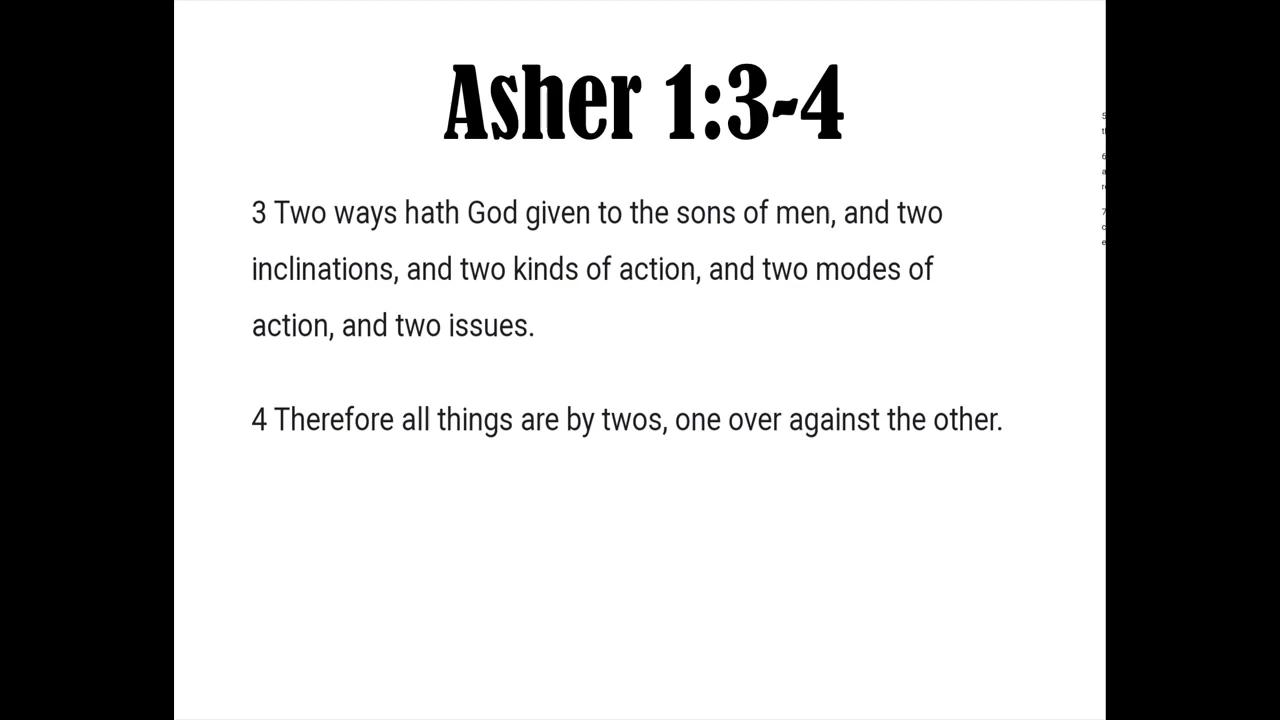 Asher 1:3-4
3 Two ways hath God given to the sons of men, and two
inclinations, and two kinds of action, and two modes of
action, and two issues.
4 Therefore all things are by twos, one over against the other.